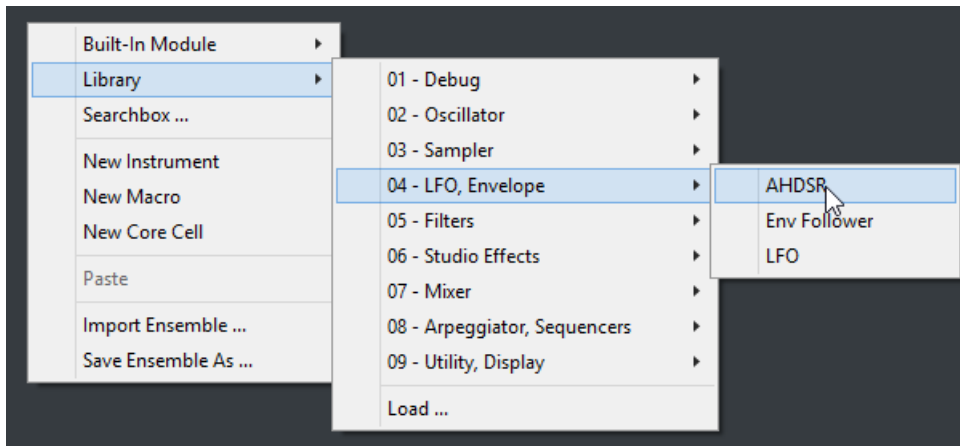 Built-In Module
Library
Searchbox ...
New Instrument
New Macro
New Core Cell
Paste
Import Ensemble ...
Save Ensemble As ...
01 - Debug
02 - Oscillator
03 - Sampler
04 - LFO, Envelope
05 - Filters
06 - Studio Effects
07 - Mixer
08 - Arpeggiator, Sequencers
09 - Utility, Display
Load ...
AHDSR
Env Follower
LFO